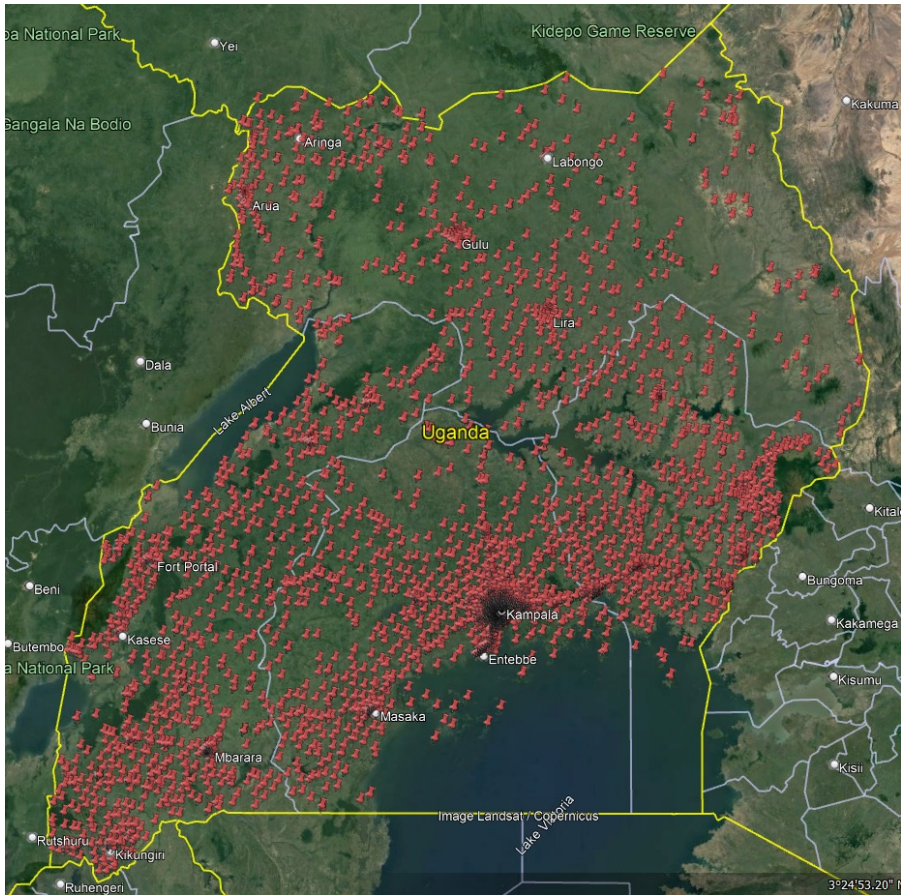 oa National Park
Yei
Kidepo Game Reserve
Kakuma
Gangala Na Bodio
Aringa
Labongo
Arua
Gulu
Lira
Dala
Lake Albert
Bunia
Uganda
Kital
Fort Portal
Beni
Bungoma
Kampala
Kakamega
Butembo
Kasese
a National Park
Entebbe
Kisumu
Masaka
Mbarara
Kisii
Image Landsat / Copernicus
Lake Victoria
Rutshuru
Kikungiri
Ruhengeri
3°24'53.20" N